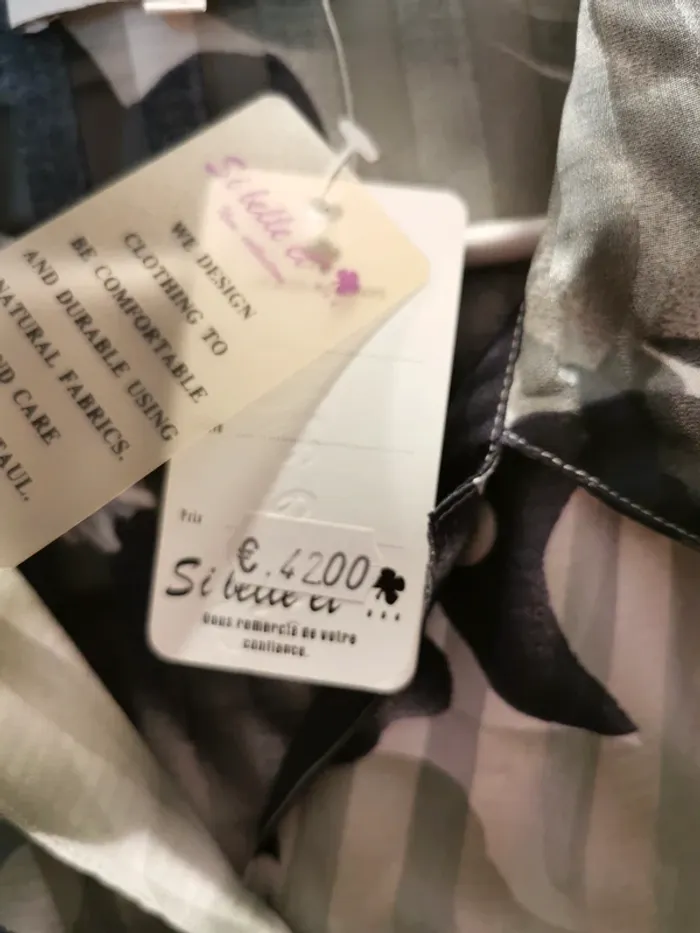 Si belle et
WE DESIGN
CLOTHING TO
BE COMFORTABLE
AND DURABLE USING
NATURAL FABRICS.
CARE
Prix
€.4200
Si belle et ...
Vous remercie de votre
confiance.